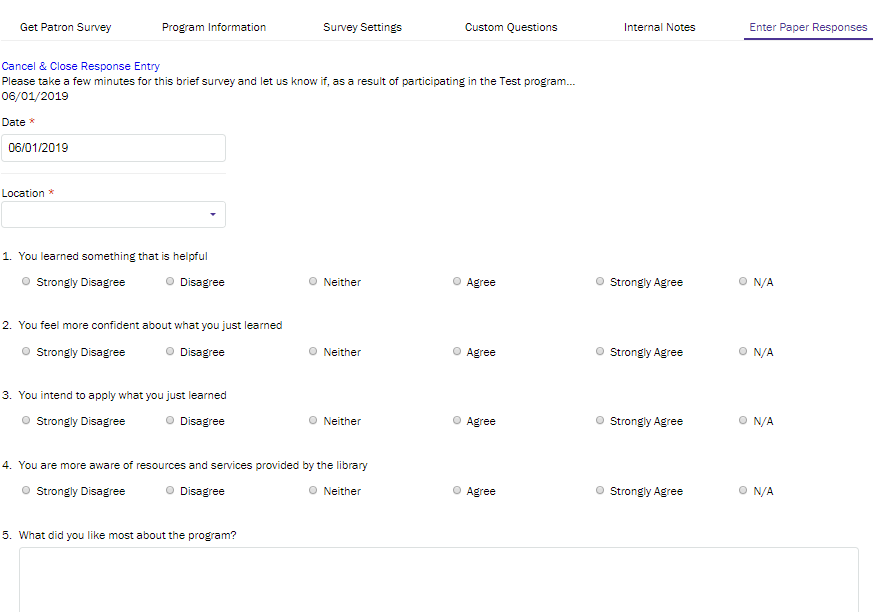 Get Patron Survey Program Information Survey Settings Custom Questions Internal Notes Enter Paper Responses
Cancel & Close Response Entry
Please take a few minutes for this brief survey and let us know if, as a result of participating in the Test program...
06/01/2019
Date *
06/01/2019
Location *
1. You learned something that is helpful
Strongly Disagree Disagree Neither Agree Strongly Agree N/A
2. You feel more confident about what you just learned
Strongly Disagree Disagree Neither Agree Strongly Agree N/A
3. You intend to apply what you just learned
Strongly Disagree Disagree Neither Agree Strongly Agree N/A
4. You are more aware of resources and services provided by the library
Strongly Disagree Disagree Neither Agree Strongly Agree N/A
5. What did you like most about the program?